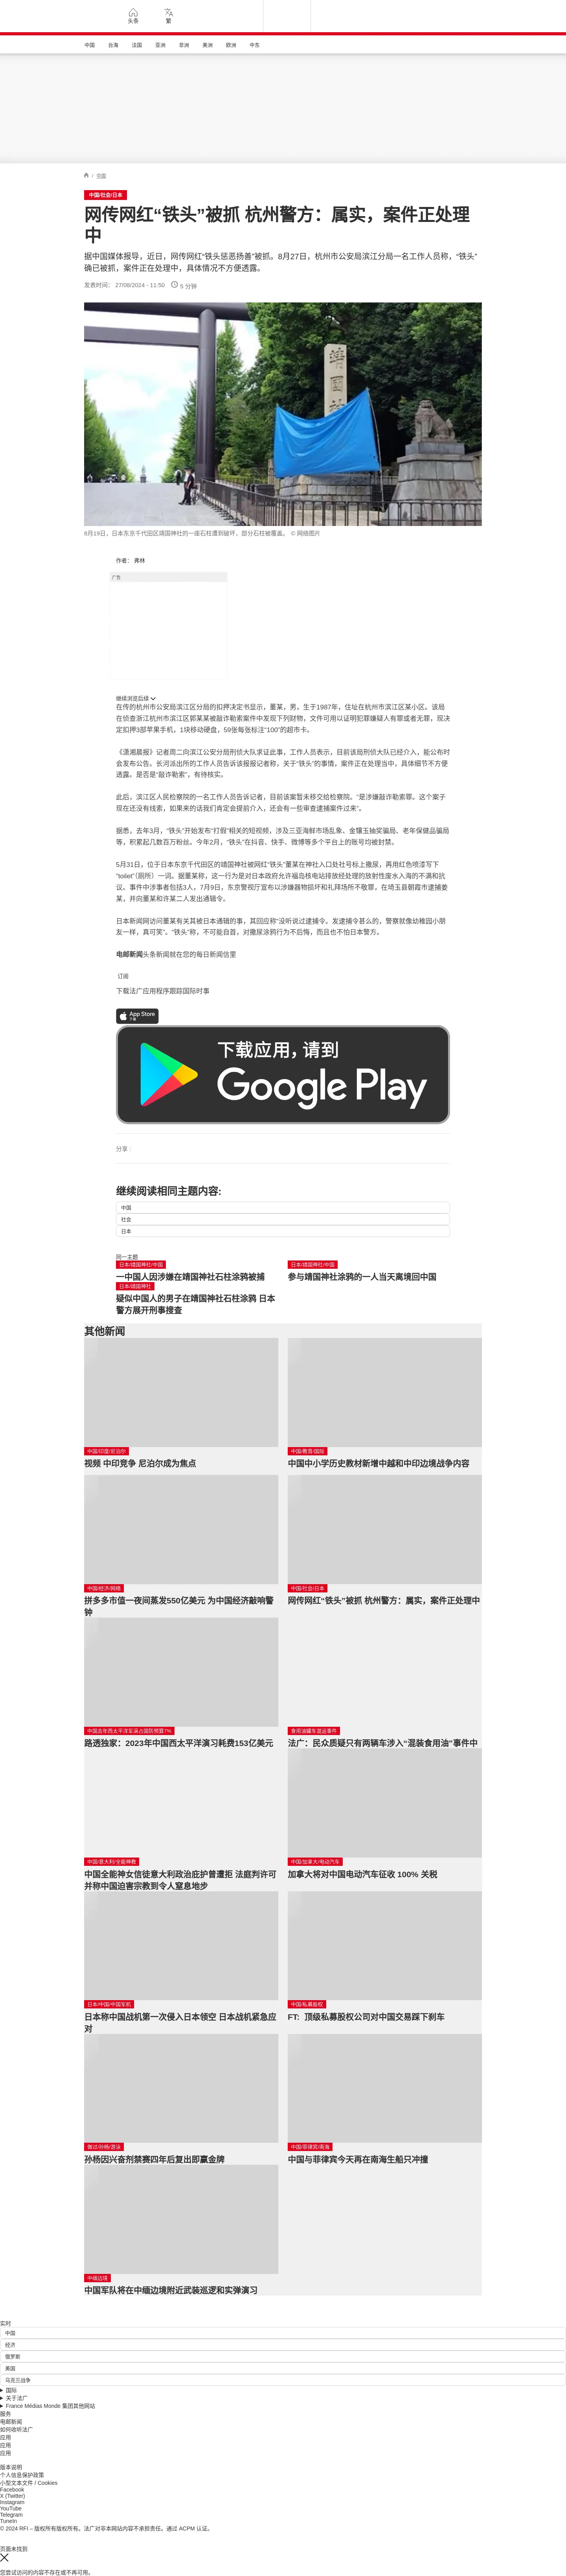 头条
繁
中国
台海
法国
亚洲
非洲
美洲
欧洲
中东
/ 中国
中国/社会/日本
网传网红“铁头”被抓 杭州警方：属实，案件正处理
中
据中国媒体报导，近日，网传网红“铁头惩恶扬善”被抓。8月27日，杭州市公安局滨江分局一名工作人员称，“铁头”
确已被抓，案件正在处理中，具体情况不方便透露。
发表时间： 27/08/2024 - 11:50
5 分钟
靖國神社
8月19日，日本东京千代田区靖国神社的一座石柱遭到破坏，部分石柱被覆盖。 © 网络图片
作者： 弗林
广告
继续浏览后续
在传的杭州市公安局滨江区分局的扣押决定书显示，董某，男，生于1987年，住址在杭州市滨江区某小区。该局
在侦查浙江杭州市滨江区郭某某被敲诈勒索案件中发现下列财物，文件可用以证明犯罪嫌疑人有罪或者无罪，现决
定扣押3部苹果手机，1块移动硬盘，59张每张标注“100”的超市卡。
《潇湘晨报》记者周二向滨江公安分局刑侦大队求证此事，工作人员表示，目前该局刑侦大队已经介入，能公布时
会发布公告。长河派出所的工作人员告诉该报报记者称，关于“铁头”的事情，案件正在处理当中，具体细节不方便
透露。是否是“敲诈勒索”，有待核实。
此后，滨江区人民检察院的一名工作人员告诉记者，目前该案暂未移交给检察院。“是涉嫌敲诈勒索罪。这个案子
现在还没有线索，如果来的话我们肯定会提前介入，还会有一些审查逮捕案件过来”。
据悉，去年3月，“铁头”开始发布“打假”相关的短视频，涉及三亚海鲜市场乱象、金镶玉抽奖骗局、老年保健品骗局
等，积累起几数百万粉丝。今年2月，“铁头”在抖音、快手、微博等多个平台上的账号均被封禁。
5月31日，位于日本东京千代田区的靖国神社被网红“铁头”董某在神社入口处社号标上撒尿，再用红色喷漆写下
“toilet”（厕所）一词。据董某称，这一行为是对日本政府允许福岛核电站排放经处理的放射性废水入海的不满和抗
议。事件中涉事者包括3人，7月9日，东京警视厅宣布以涉嫌器物损坏和礼拜场所不敬罪，在埼玉县朝霞市逮捕姜
某，并向董某和许某二人发出通辑令。
日本新闻网访问董某有关其被日本通辑的事，其回应称“没听说过逮捕令。发逮捕令甚么的，警察就像幼稚园小朋
友一样，真可笑”。“铁头”称，不可能自首，对撒尿涂鸦行为不后悔，而且也不怕日本警方。
电邮新闻头条新闻就在您的每日新闻信里
订阅
下载法广应用程序跟踪国际时事
App Store
下载
下载应用，请到
Google Play
分享 :
继续阅读相同主题内容:
中国
社会
日本
同一主题
日本/靖国神社/中国
一中国人因涉嫌在靖国神社石柱涂鸦被捕
日本/靖国神社/中国
参与靖国神社涂鸦的一人当天离境回中国
日本/靖国神社
疑似中国人的男子在靖国神社石柱涂鸦 日本
警方展开刑事搜查
其他新闻
中国/印度/尼泊尔
视频 中印竞争 尼泊尔成为焦点
中国/教育/国际
中国中小学历史教材新增中越和中印边境战争内容
中国/经济/网络
拼多多市值一夜间蒸发550亿美元 为中国经济敲响警
钟
中国/社会/日本
网传网红“铁头”被抓 杭州警方：属实，案件正处理中
中国去年西太平洋军演占国防预算7%
路透独家：2023年中国西太平洋演习耗费153亿美元
食用油罐车混运事件
法广：民众质疑只有两辆车涉入“混装食用油”事件中
中国/意大利/全能神教
中国全能神女信徒意大利政治庇护曾遭拒 法庭判许可
并称中国迫害宗教到令人窒息地步
中国/加拿大/电动汽车
加拿大将对中国电动汽车征收 100% 关税
日本/中国/中国军机
日本称中国战机第一次侵入日本领空 日本战机紧急应
对
中国/私募股权
FT：顶级私募股权公司对中国交易踩下刹车
做过/孙杨/游泳
孙杨因兴奋剂禁赛四年后复出即赢金牌
中国/菲律宾/南海
中国与菲律宾今天再在南海生船只冲撞
中缅边境
中国军队将在中缅边境附近武装巡逻和实弹演习
实时
中国
经济
俄罗斯
美国
乌克兰战争
国际
关于法广
France Médias Monde 集团其他网站
服务
电邮新闻
如何收听法广
应用
应用
应用
版本说明
个人信息保护政策
小型文本文件 / Cookies
Facebook
X (Twitter)
Instagram
YouTube
Telegram
TuneIn
© 2024 RFI – 版权所有版权所有。法广对非本网站内容不承担责任。通过 ACPM 认证。
页面未找到
您尝试访问的内容不存在或不再可用。